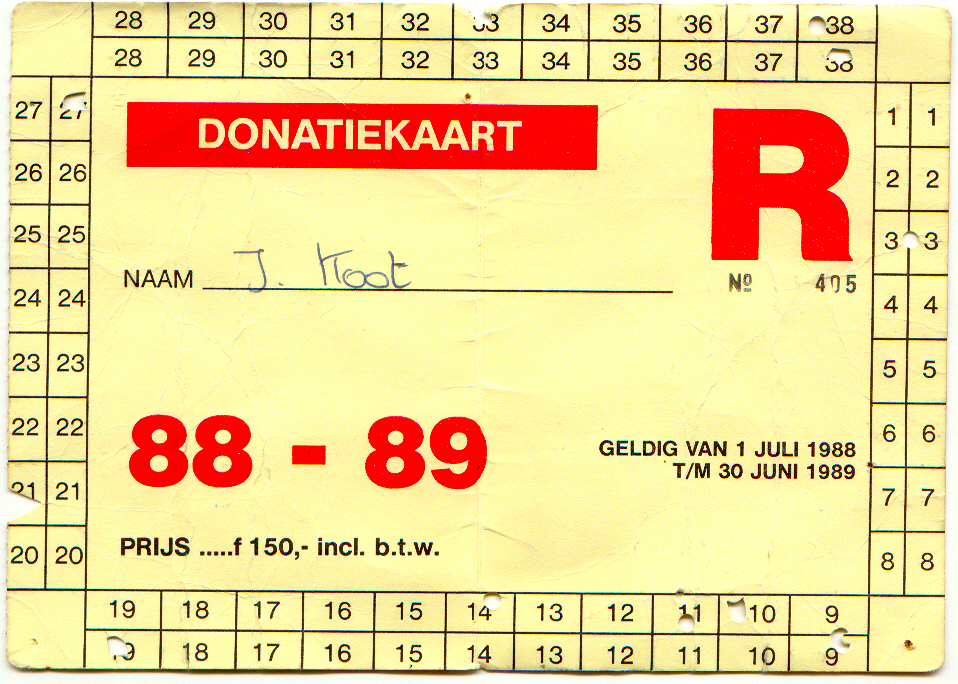 28 29 30 31 32 33 34 35 36 37 38
28 29 30 31 32 33 34 35 36 37 38
27 27
26 26
25 25
24 24
23 23
22 22
21 21
20 20
DONATIEKAART
R
NAAM J. Koot
Nº 405
88 - 89
GELDIG VAN 1 JULI 1988
T/M 30 JUNI 1989
PRIJS .....f 150,- incl. b.t.w.
1 1
2 2
3 3
4 4
5 5
6 6
7 7
8 8
19 18 17 16 15 14 13 12 11 10 9
19 18 17 16 15 14 13 12 11 10 9